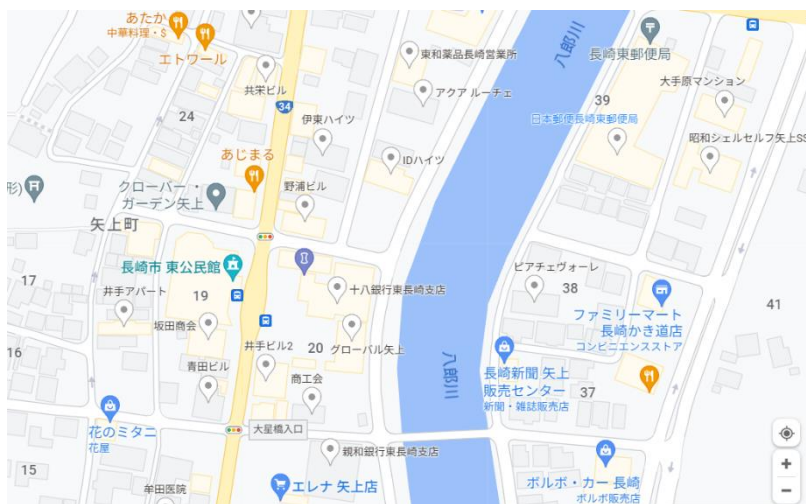 あたか
中華料理・$
エトワール
共栄ビル
34
24
伊東ハイツ
東和薬品長崎営業所
アクア ルーチェ
八郎川
長崎東郵便局
大手原マンション
39
日本郵便長崎東郵便局
昭和シェルセルフ矢上SS
あじまる
IDハイツ
形)
クローバー・
ガーデン矢上
野浦ビル
矢上町
長崎市 東公民館
17
井手アパート
19
坂田商会
十八銀行東長崎支店
ピアチェヴォーレ
38
ファミリーマート
長崎かき道店
コンビニエンスストア
41
16
青田ビル
井手ビル2
20
グローバル矢上
八郎川
長崎新聞 矢上
販売センター
新聞・雑誌販売店
37
商工会
花のミタニ
花屋
大星橋入口
15
牟田医院
親和銀行東長崎支店
エレナ 矢上店
ボルボ・カー 長崎
ボルボ販売店